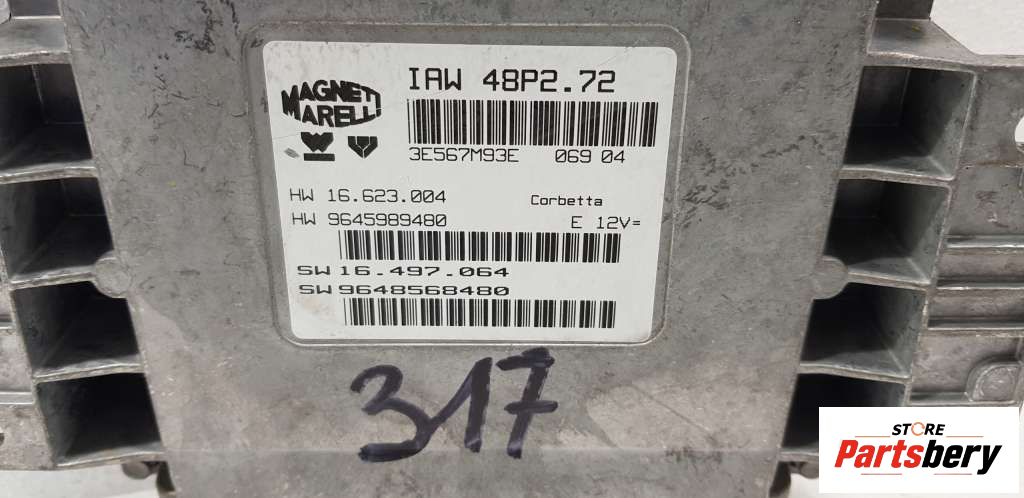 MAGNETI
MARELLI
IAW 48P2.72
3E567M93E 069 04
HW 16.623.004 Corbetta
HW 9645989480 E 12V=
SW 16.497.064
SW 9648568480
317
STORE
Partsbery